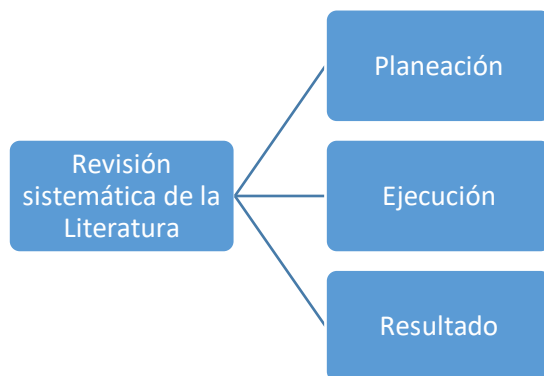 Planeación
Revisión
sistemática de la
Literatura
Ejecución
Resultado